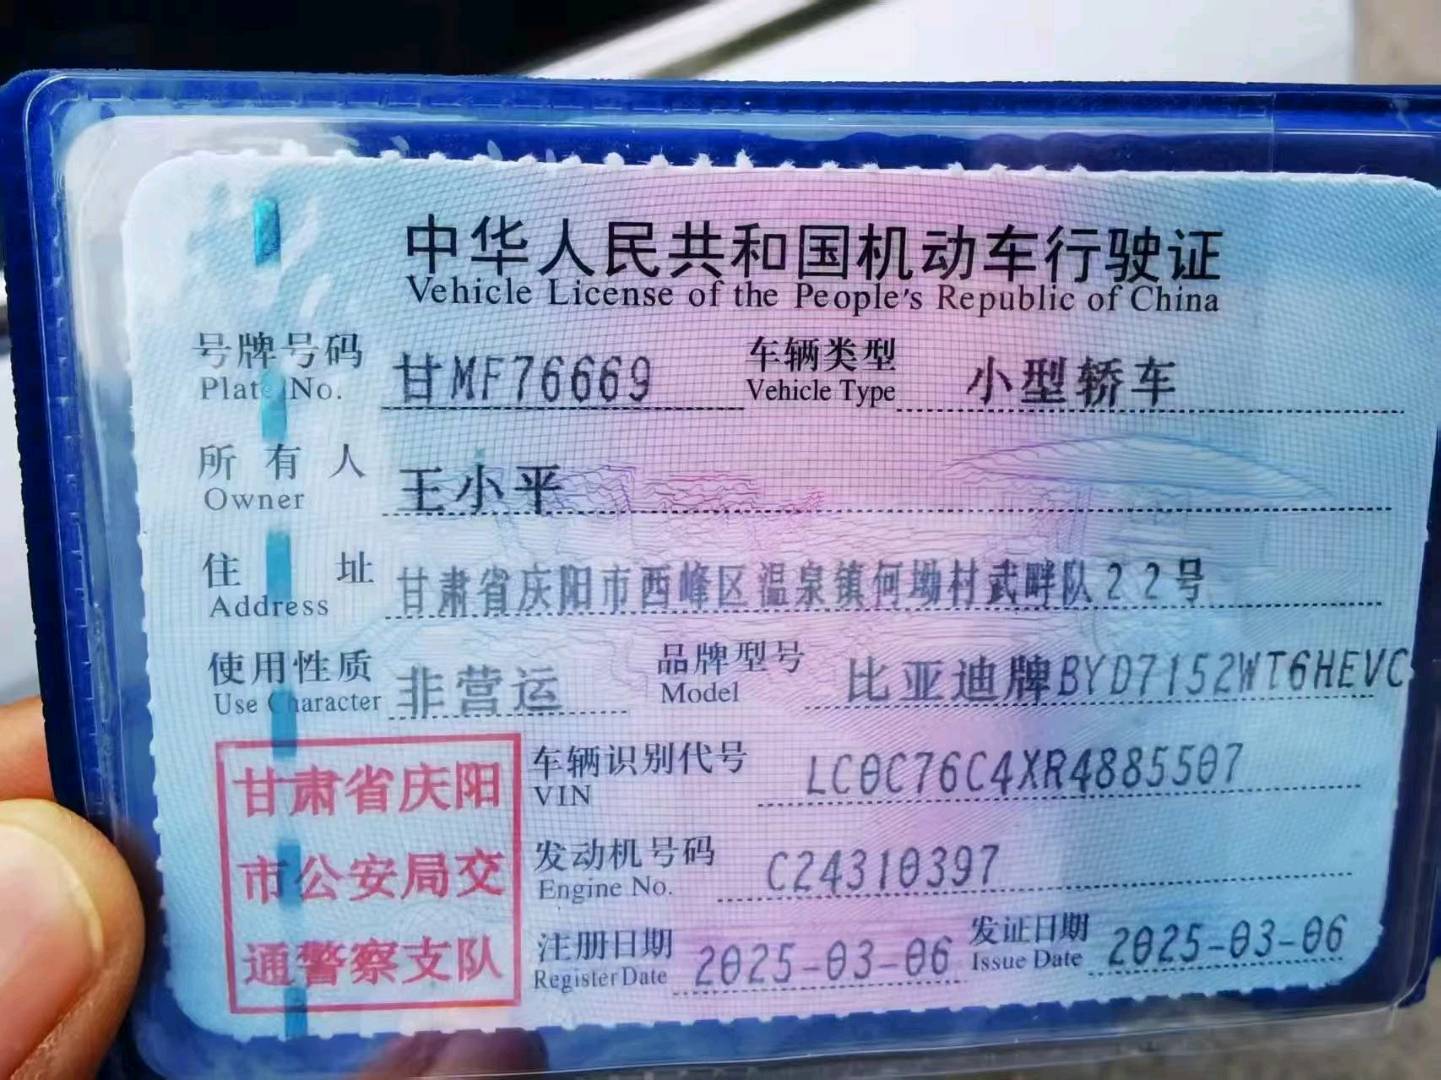 中华人民共和国机动车行驶证
Vehicle License of the People's Republic of China
号牌号码 甘MF76669 车辆类型 小型轿车
Plate No. Vehicle Type
所有人 王小平
Owner
住址 甘肃省庆阳市西峰区温泉镇何坳村武畔队22号
Address
使用性质 非营运 品牌型号 比亚迪牌BYD7152WT6HEVC
Use Character Model
甘肃省庆阳
市公安局交
通警察支队
车辆识别代号 LC0C76C4XR4885507
VIN
发动机号码 C24310397
Engine No.
注册日期 2025-03-06 发证日期 2025-03-06
Register Date Issue Date